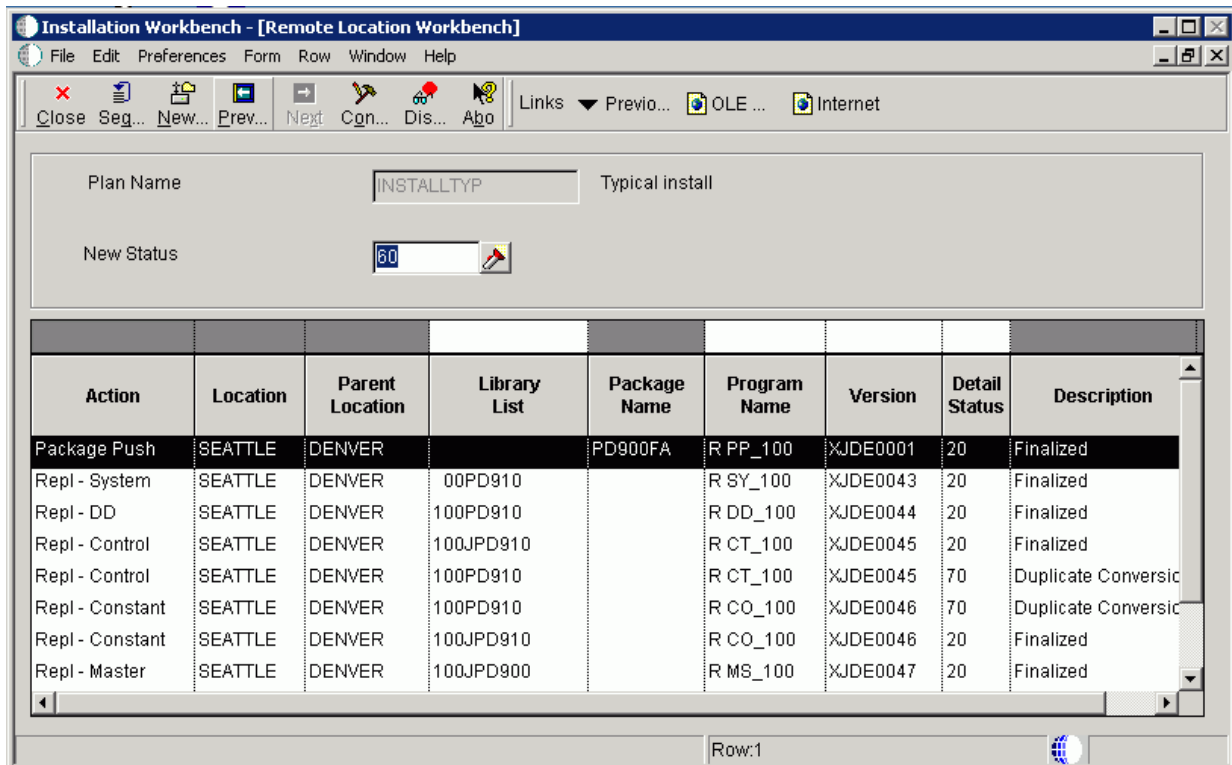 Installation Workbench - [Remote Location Workbench]
File Edit Preferences Form Row Window Help
Close Seq... New... Prev... Next Con... Dis... Abo Links Previo... OLE ... Internet
Plan Name INSTALLTYP Typical install
New Status 60
Action Location Parent Location Library List Package Name Program Name Version Detail Status Description
Package Push SEATTLE DENVER PD900FA R PP_100 XJDE0001 20 Finalized
Repl - System SEATTLE DENVER 00PD910 R SY_100 XJDE0043 20 Finalized
Repl - DD SEATTLE DENVER 100PD910 R DD_100 XJDE0044 20 Finalized
Repl - Control SEATTLE DENVER 100JPD910 R CT_100 XJDE0045 20 Finalized
Repl - Control SEATTLE DENVER 100PD910 R CT_100 XJDE0045 70 Duplicate Conversio
Repl - Constant SEATTLE DENVER 100PD910 R CO_100 XJDE0046 70 Duplicate Conversio
Repl - Constant SEATTLE DENVER 100JPD910 R CO_100 XJDE0046 20 Finalized
Repl - Master SEATTLE DENVER 100JPD900 R MS_100 XJDE0047 20 Finalized
Row:1